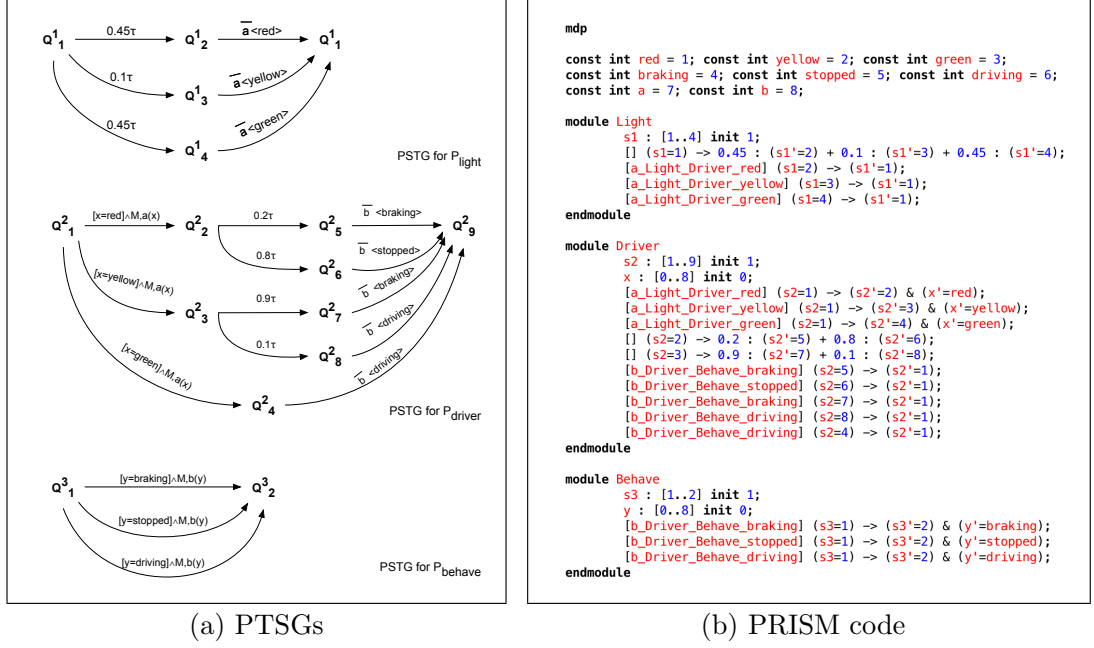 Q¹₁ 0.45τ Q¹₂ a̅<red> Q¹₁
0.1τ Q¹₃ a̅<yellow>
0.45τ Q¹₄ a̅<green>
PSTG for P_light
Q²₁ [x=red]∧M,a(x) Q²₂ 0.2τ Q²₅ b̅ <braking> Q²₉
0.8τ Q²₆ b̅ <stopped>
[x=yellow]∧M,a(x) Q²₃ 0.9τ Q²₇ b̅ <braking>
0.1τ Q²₈ b̅ <driving>
[x=green]∧M,a(x) Q²₄ b̅ <driving>
PSTG for P_driver
Q³₁ [y=braking]∧M,b(y) Q³₂
[y=stopped]∧M,b(y)
[y=driving]∧M,b(y)
PSTG for P_behave
(a) PTSGs
mdp
const int red = 1; const int yellow = 2; const int green = 3;
const int braking = 4; const int stopped = 5; const int driving = 6;
const int a = 7; const int b = 8;
module Light
s1 : [1..4] init 1;
[] (s1=1) -> 0.45 : (s1'=2) + 0.1 : (s1'=3) + 0.45 : (s1'=4);
[a_Light_Driver_red] (s1=2) -> (s1'=1);
[a_Light_Driver_yellow] (s1=3) -> (s1'=1);
[a_Light_Driver_green] (s1=4) -> (s1'=1);
endmodule
module Driver
s2 : [1..9] init 1;
x : [0..8] init 0;
[a_Light_Driver_red] (s2=1) -> (s2'=2) & (x'=red);
[a_Light_Driver_yellow] (s2=1) -> (s2'=3) & (x'=yellow);
[a_Light_Driver_green] (s2=1) -> (s2'=4) & (x'=green);
[] (s2=2) -> 0.2 : (s2'=5) + 0.8 : (s2'=6);
[] (s2=3) -> 0.9 : (s2'=7) + 0.1 : (s2'=8);
[b_Driver_Behave_braking] (s2=5) -> (s2'=1);
[b_Driver_Behave_stopped] (s2=6) -> (s2'=1);
[b_Driver_Behave_braking] (s2=7) -> (s2'=1);
[b_Driver_Behave_driving] (s2=8) -> (s2'=1);
[b_Driver_Behave_driving] (s2=4) -> (s2'=1);
endmodule
module Behave
s3 : [1..2] init 1;
y : [0..8] init 0;
[b_Driver_Behave_braking] (s3=1) -> (s3'=2) & (y'=braking);
[b_Driver_Behave_stopped] (s3=1) -> (s3'=2) & (y'=stopped);
[b_Driver_Behave_driving] (s3=1) -> (s3'=2) & (y'=driving);
endmodule
(b) PRISM code